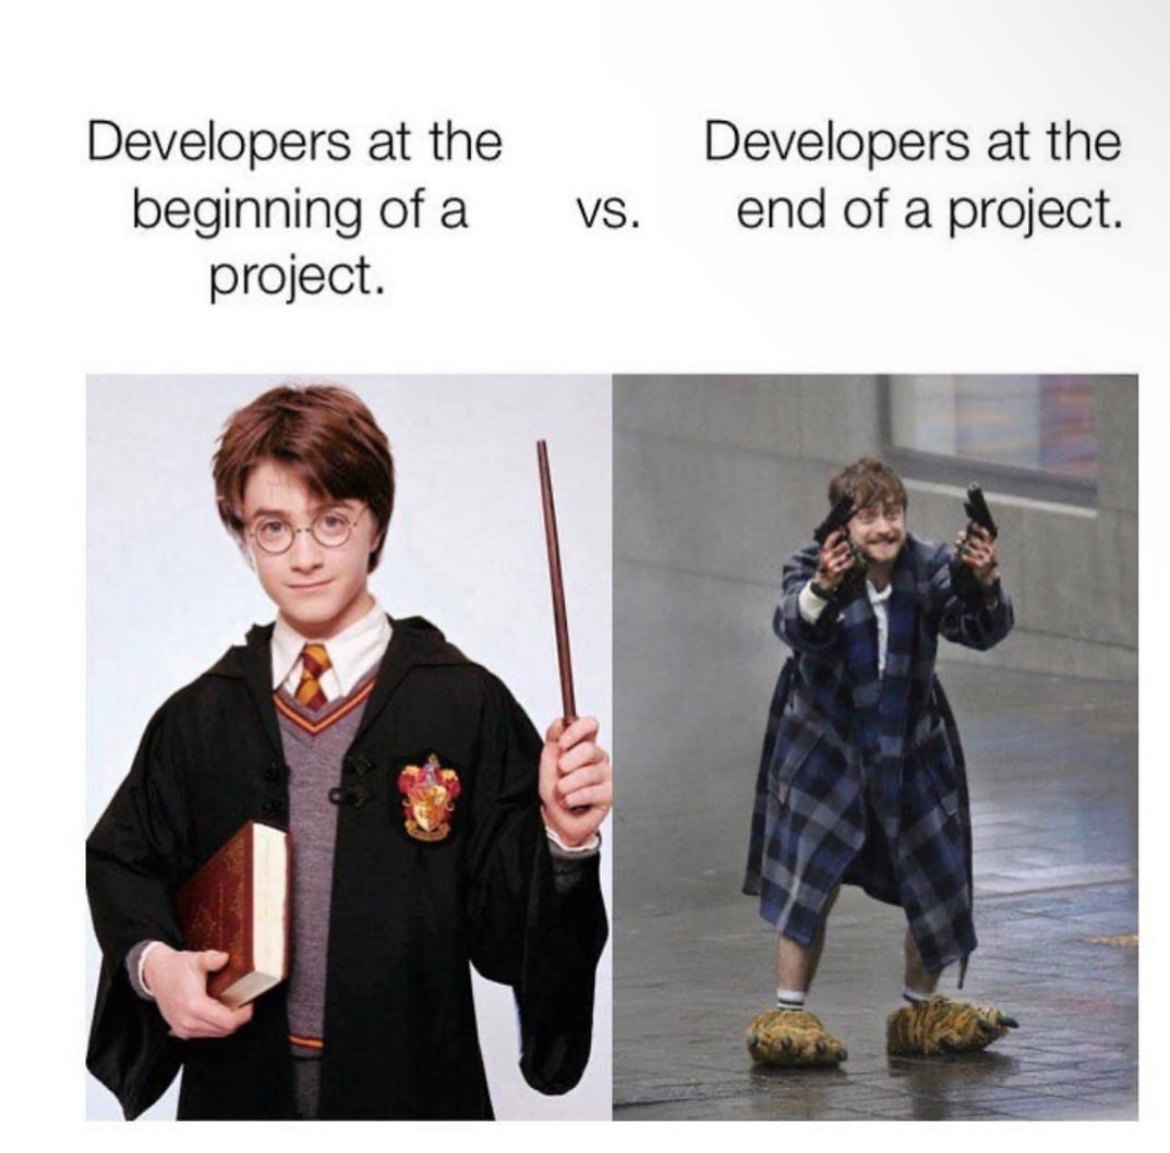 Developers at the
beginning of a
project.
vs.
Developers at the
end of a project.